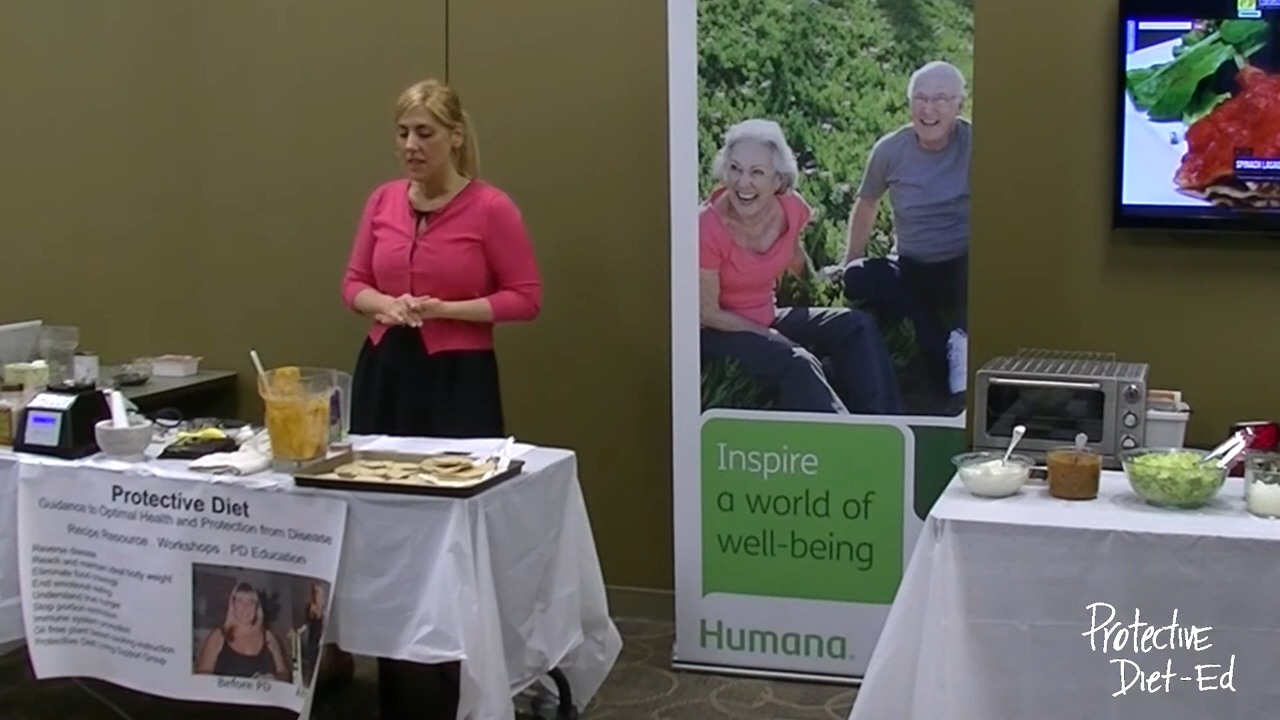 Protective Diet
Guidance to Optimal Health and Protection from Disease
Recipe Resource . Workshops . PD Education
Reverse disease
Reach and maintain ideal body weight
Eliminate food cravings
End emotional eating
Understand true hunger
Stop portion restriction
Immune system promotion
Oil free plant based cooking instruction
Protective Diet Living Support Group
Before PD
Inspire
a world of
well-being
Humana
SPINACH
Protective
Diet-Ed